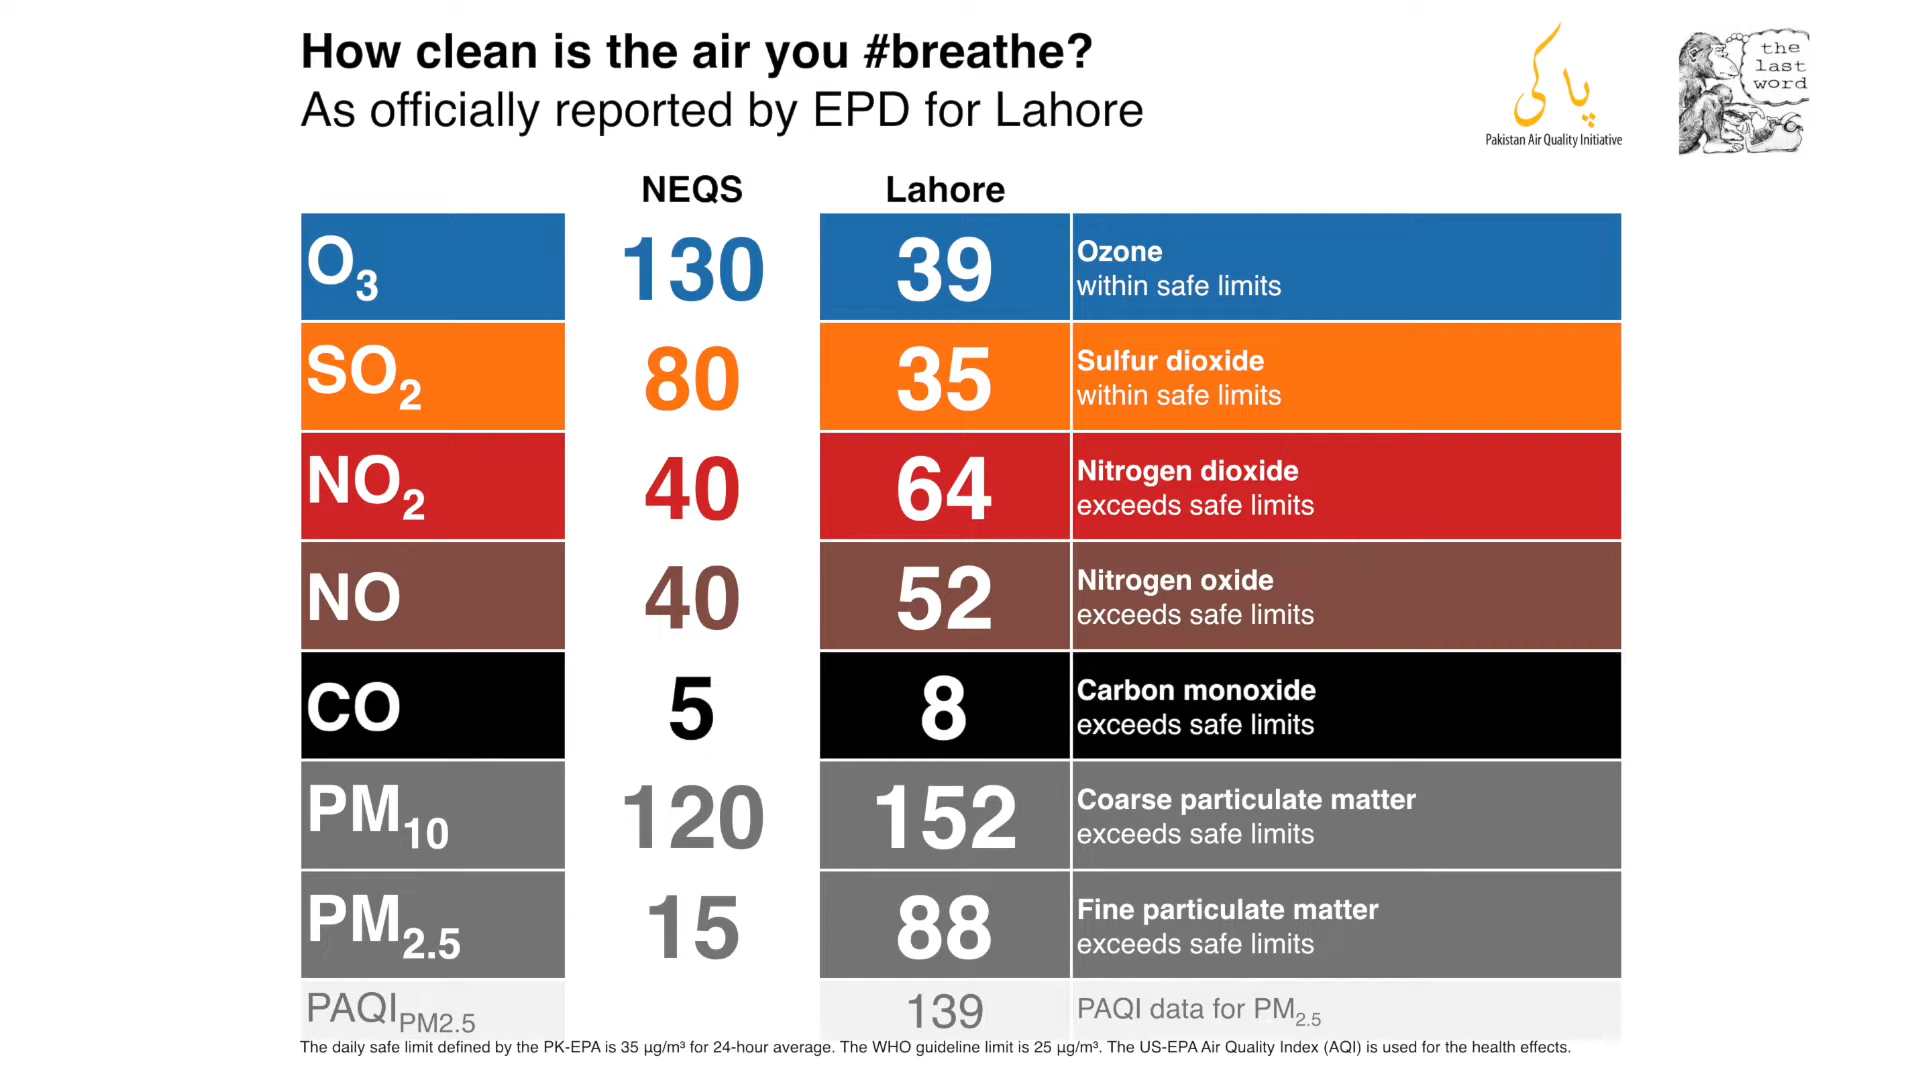 How clean is the air you #breathe?
As officially reported by EPD for Lahore
پاکی
Pakistan Air Quality Initiative
the
last
word
NEQS Lahore
O₃ 130 39 Ozone
within safe limits
SO₂ 80 35 Sulfur dioxide
within safe limits
NO₂ 40 64 Nitrogen dioxide
exceeds safe limits
NO 40 52 Nitrogen oxide
exceeds safe limits
CO 5 8 Carbon monoxide
exceeds safe limits
PM₁₀ 120 152 Coarse particulate matter
exceeds safe limits
PM₂.₅ 15 88 Fine particulate matter
exceeds safe limits
PAQI PM2.5 139 PAQI data for PM₂.₅
The daily safe limit defined by the PK-EPA is 35 µg/m³ for 24-hour average. The WHO guideline limit is 25 µg/m³. The US-EPA Air Quality Index (AQI) is used for the health effects.